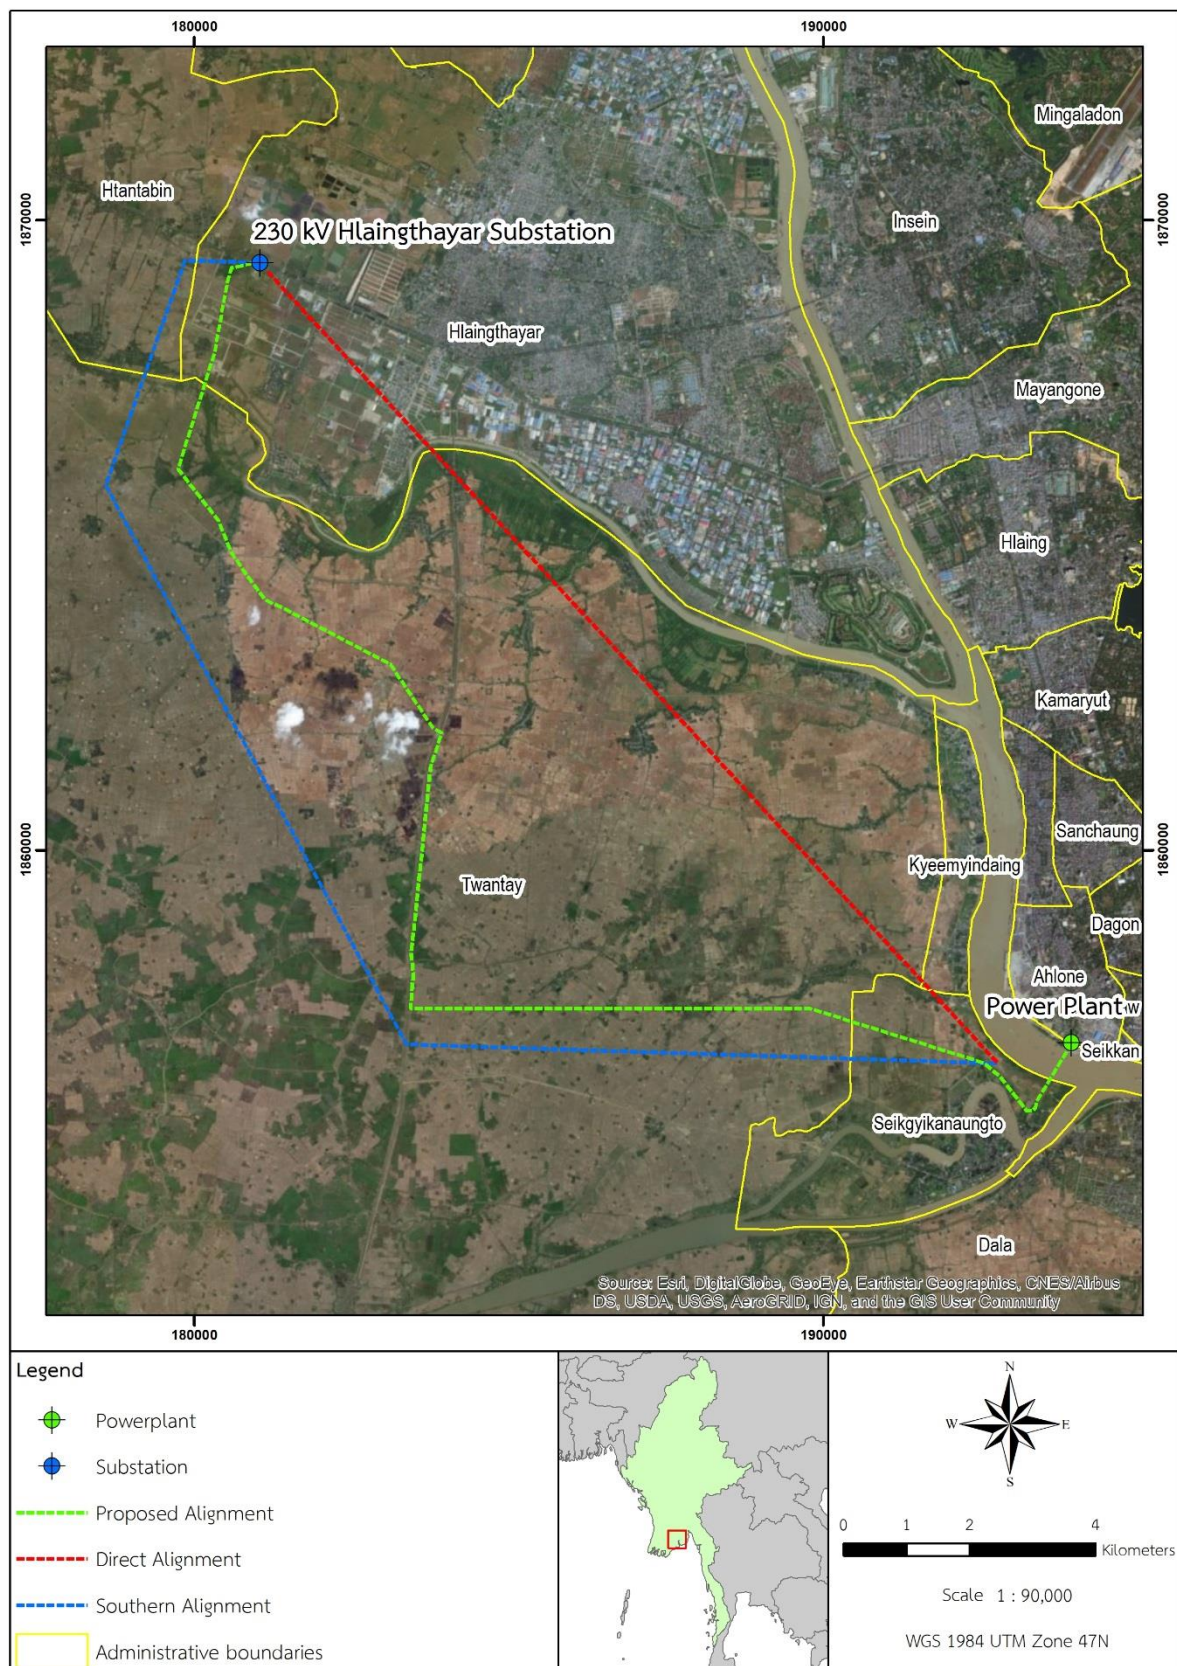 180000
190000
Mingaladon
Htantabin
Insein
1870000
1870000
230 kV Hlaingthayar Substation
Hlaingthayar
Mayangone
Hlaing
Kamaryut
Sanchaung
1860000
1860000
Kyeemyindaing
Twantay
Dagon
Ahlone
Power Plant
w
Seikkan
Seikgyikanaungto
Dala
Source: Esri, DigitalGlobe, GeoEye, Earthstar Geographics, CNES/Airbus
DS, USDA, USGS, AeroGRID, IGN, and the GIS User Community
180000
190000
Legend
Powerplant
Substation
Proposed Alignment
Direct Alignment
Southern Alignment
Administrative boundaries
N
W
E
S
0 1 2 4
Kilometers
Scale 1 : 90,000
WGS 1984 UTM Zone 47N